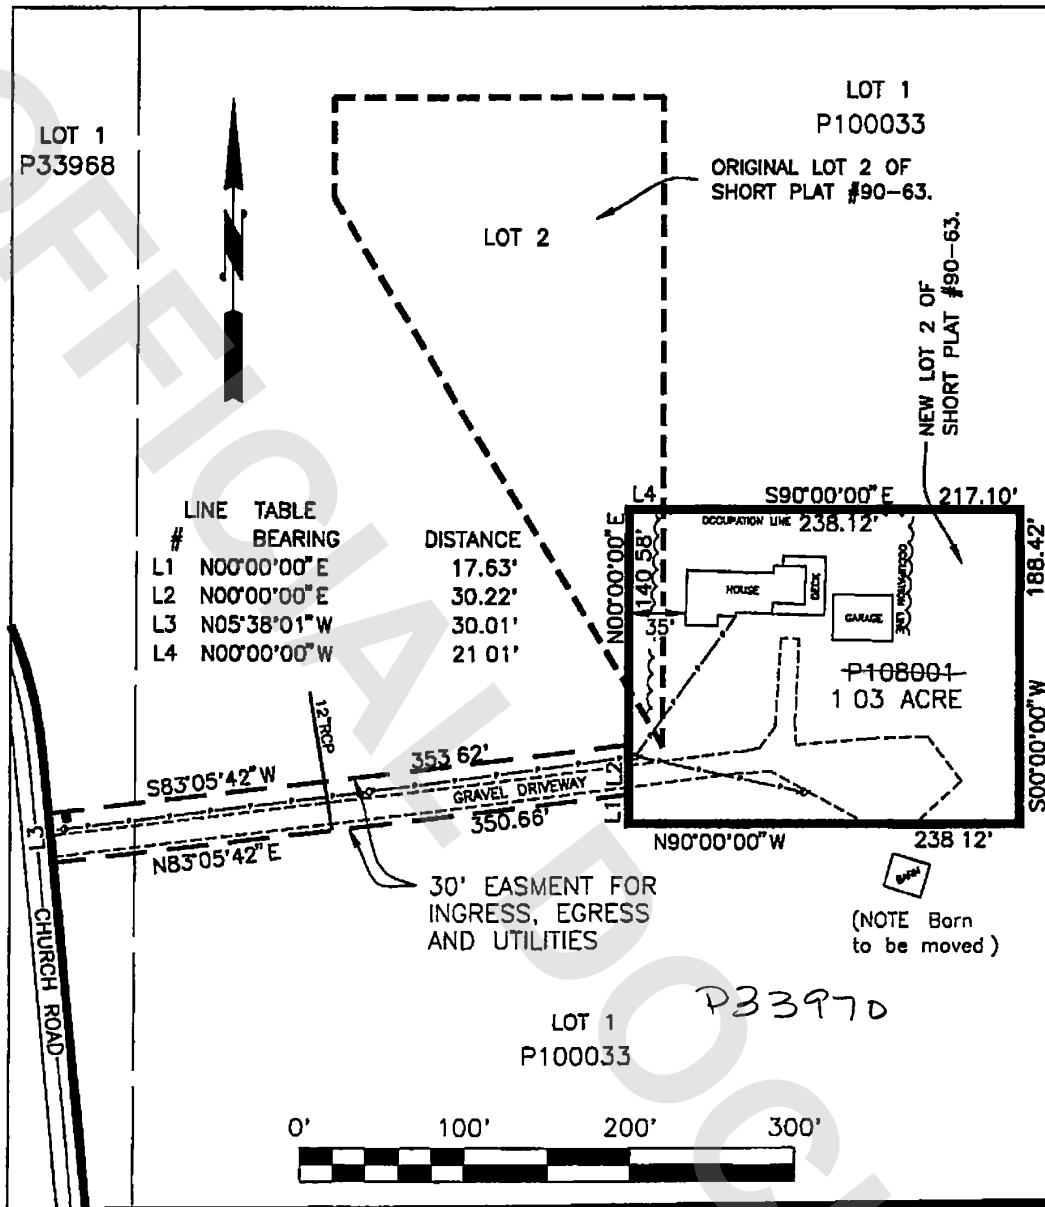 LOT 1
P33968
LOT 1
P100033
ORIGINAL LOT 2 OF
SHORT PLAT #90-63.
LOT 2
NEW LOT 2 OF
SHORT PLAT #90-63.
N
LINE TABLE
# BEARING DISTANCE
L1 N00°00'00" E 17.63'
L2 N00°00'00" E 30.22'
L3 N05°38'01" W 30.01'
L4 N00°00'00" W 21 01'
L4
S90°00'00" E 217.10'
OCCUPATION LINE 238.12'
N00°00'00" E
140 58'
35'
HOUSE
DECK
GARAGE
OCCUPATION LINE
188.42'
S00°00'00" W
P108001
1 03 ACRE
12"RCP
S83°05'42" W
353 62'
GRAVEL DRIVEWAY
350.66'
N83°05'42" E
L3
L1
L2
N90°00'00" W 238 12'
BARN
(NOTE Barn
to be moved )
30' EASMENT FOR
INGRESS, EGRESS
AND UTILITIES
CHURCH ROAD
P33970
LOT 1
P100033
0' 100' 200' 300'
OFFICIAL DOC